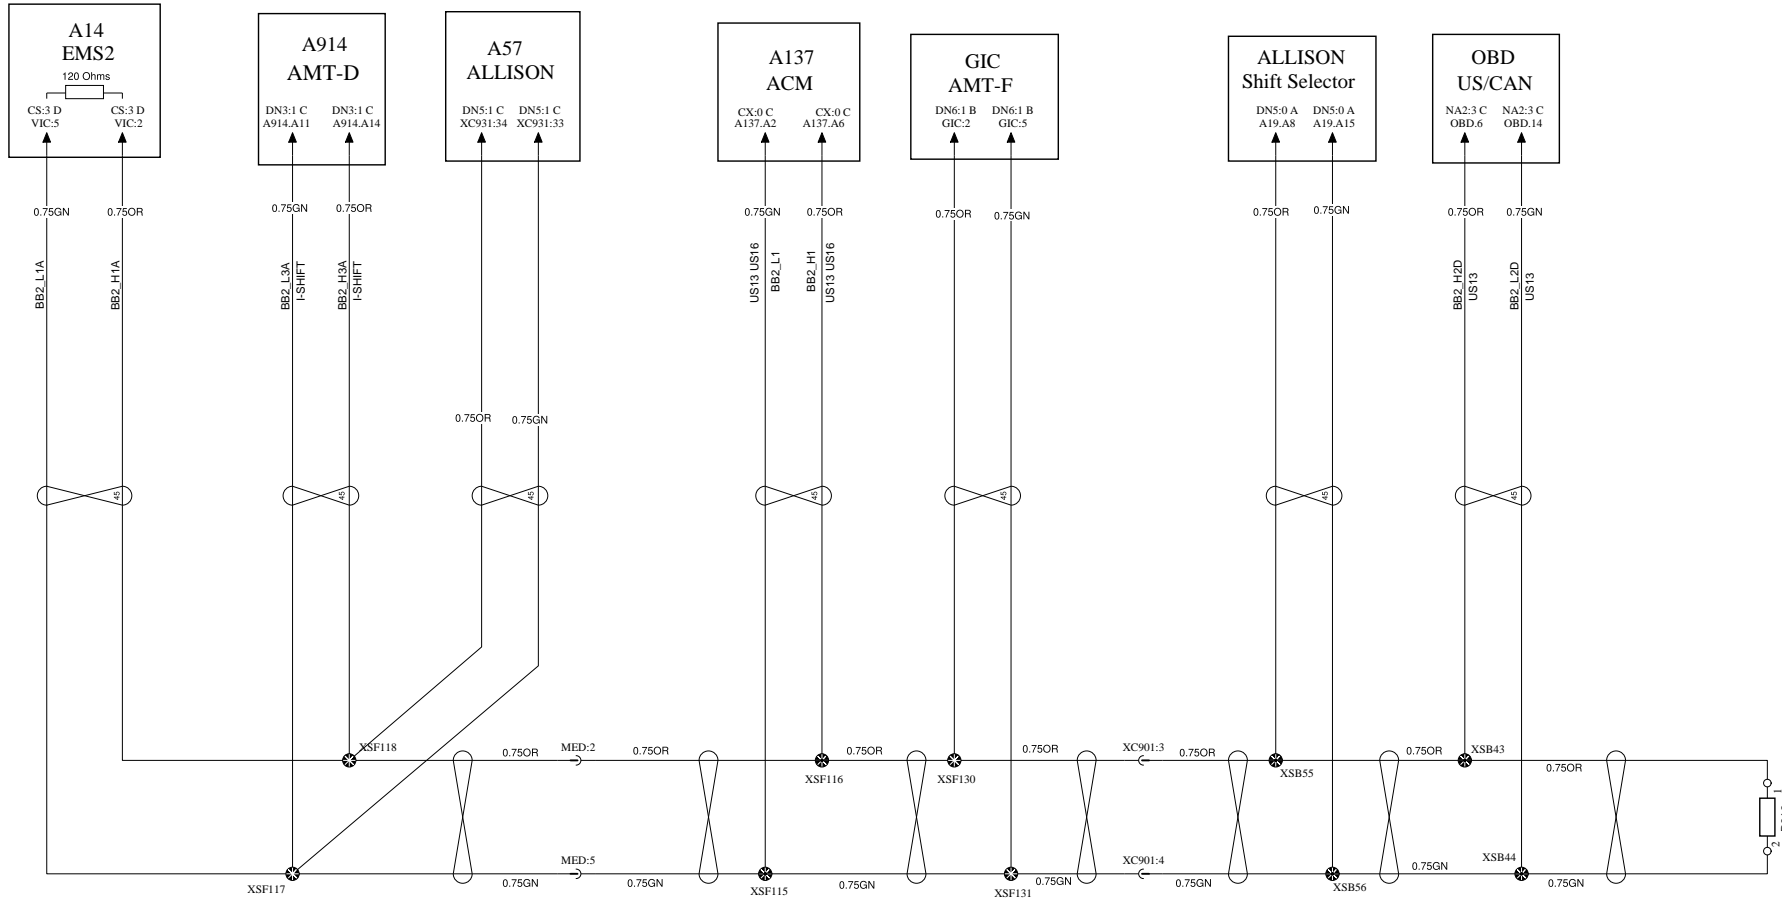 A14
EMS2
120 Ohms
CS:3 D
VIC:5
CS:3 D
VIC:2
A914
AMT-D
DN3:1 C
A914.A11
DN3:1 C
A914.A14
A57
ALLISON
DN5:1 C
XC931:34
DN5:1 C
XC931:33
A137
ACM
CX:0 C
A137.A2
CX:0 C
A137.A6
GIC
AMT-F
DN6:1 B
GIC:2
DN6:1 B
GIC:5
ALLISON
Shift Selector
DN5:0 A
A19.A8
DN5:0 A
A19.A15
OBD
US/CAN
NA2:3 C
OBD.6
NA2:3 C
OBD.14
0.75GN
0.75OR
0.75GN
0.75OR
0.75GN
0.75OR
0.75OR
0.75GN
0.75OR
0.75GN
0.75OR
0.75GN
BB2_L1A
BB2_H1A
BB2_L3A
I-SHIFT
BB2_H3A
I-SHIFT
US13 US16
BB2_L1
BB2_H1
US13 US16
BB2_H2D
US13
BB2_L2D
US13
0.75OR
0.75GN
45
45
45
45
45
45
45
XSF118
0.75OR
MED:2
0.75OR
XSF116
0.75OR
XSF130
0.75OR
XC901:3
0.75OR
XSB55
0.75OR
XSB43
0.75OR
1
2
XSF117
0.75GN
MED:5
0.75GN
XSF115
0.75GN
XSF131
0.75GN
XC901:4
0.75GN
XSB56
0.75GN
XSB44
0.75GN